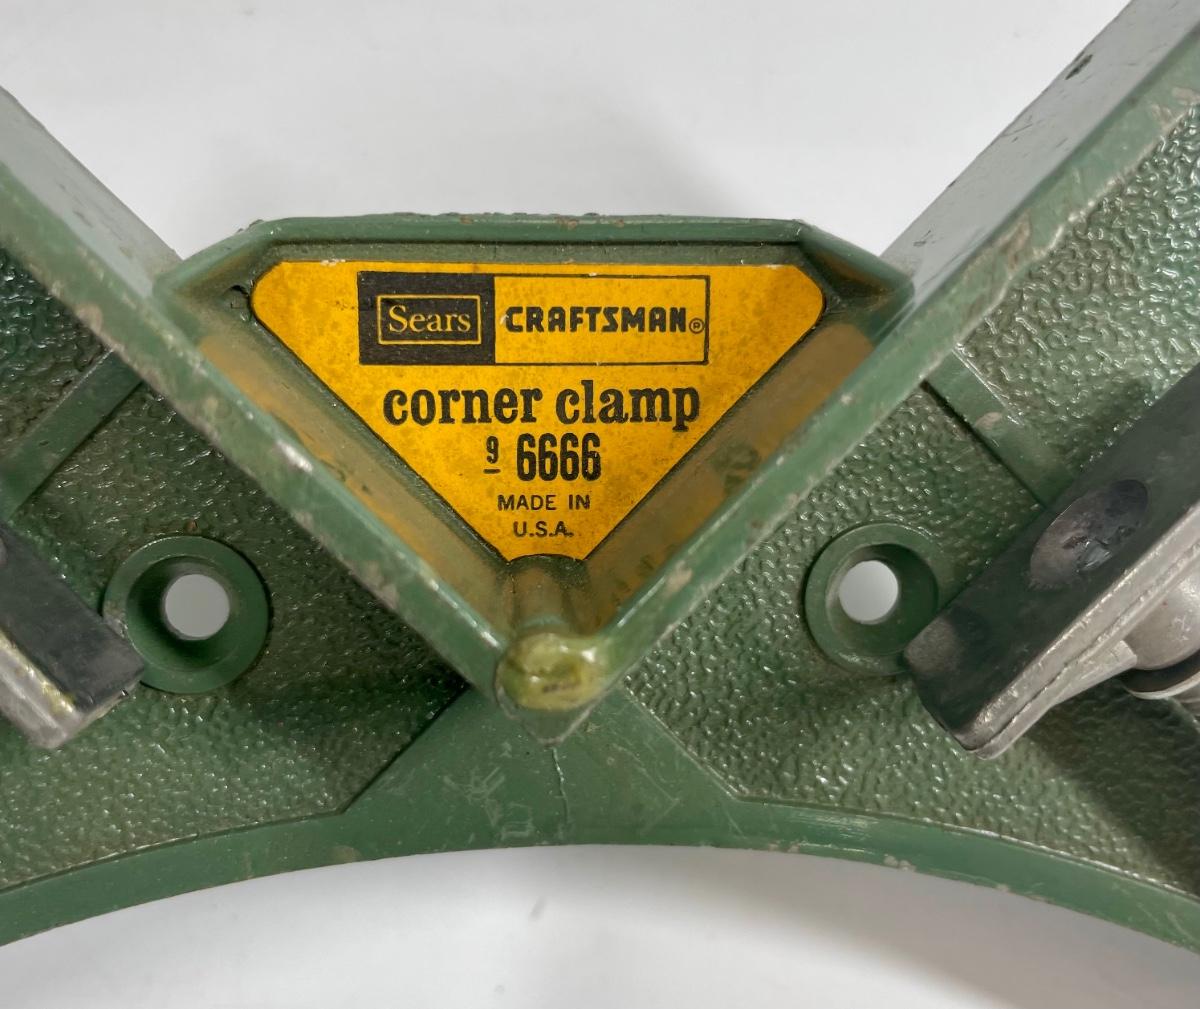 Sears CRAFTSMAN®
corner clamp
9 6666
MADE IN
U.S.A.